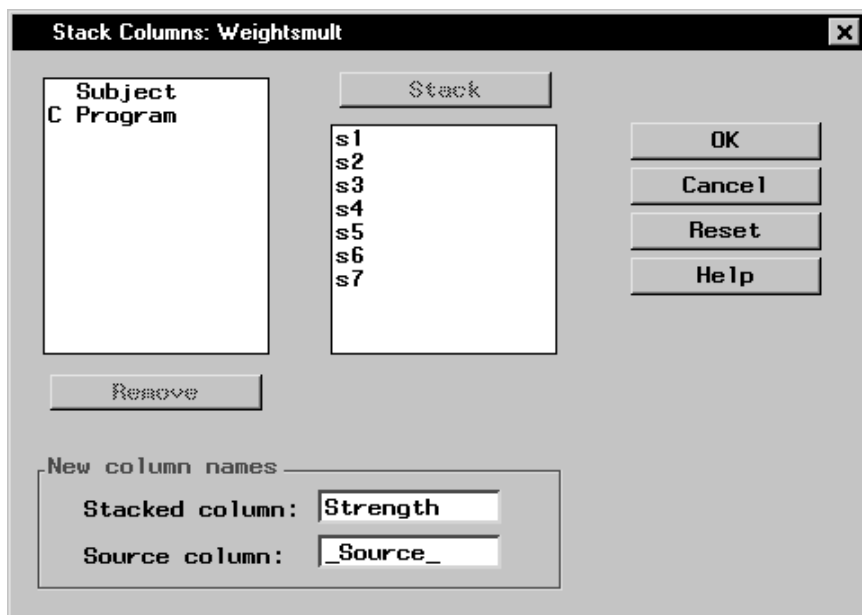 Stack Columns: Weightsmult
Subject
C Program
Remove
Stack
s1
s2
s3
s4
s5
s6
s7
OK
Cancel
Reset
Help
New column names
Stacked column: Strength
Source column: _Source_